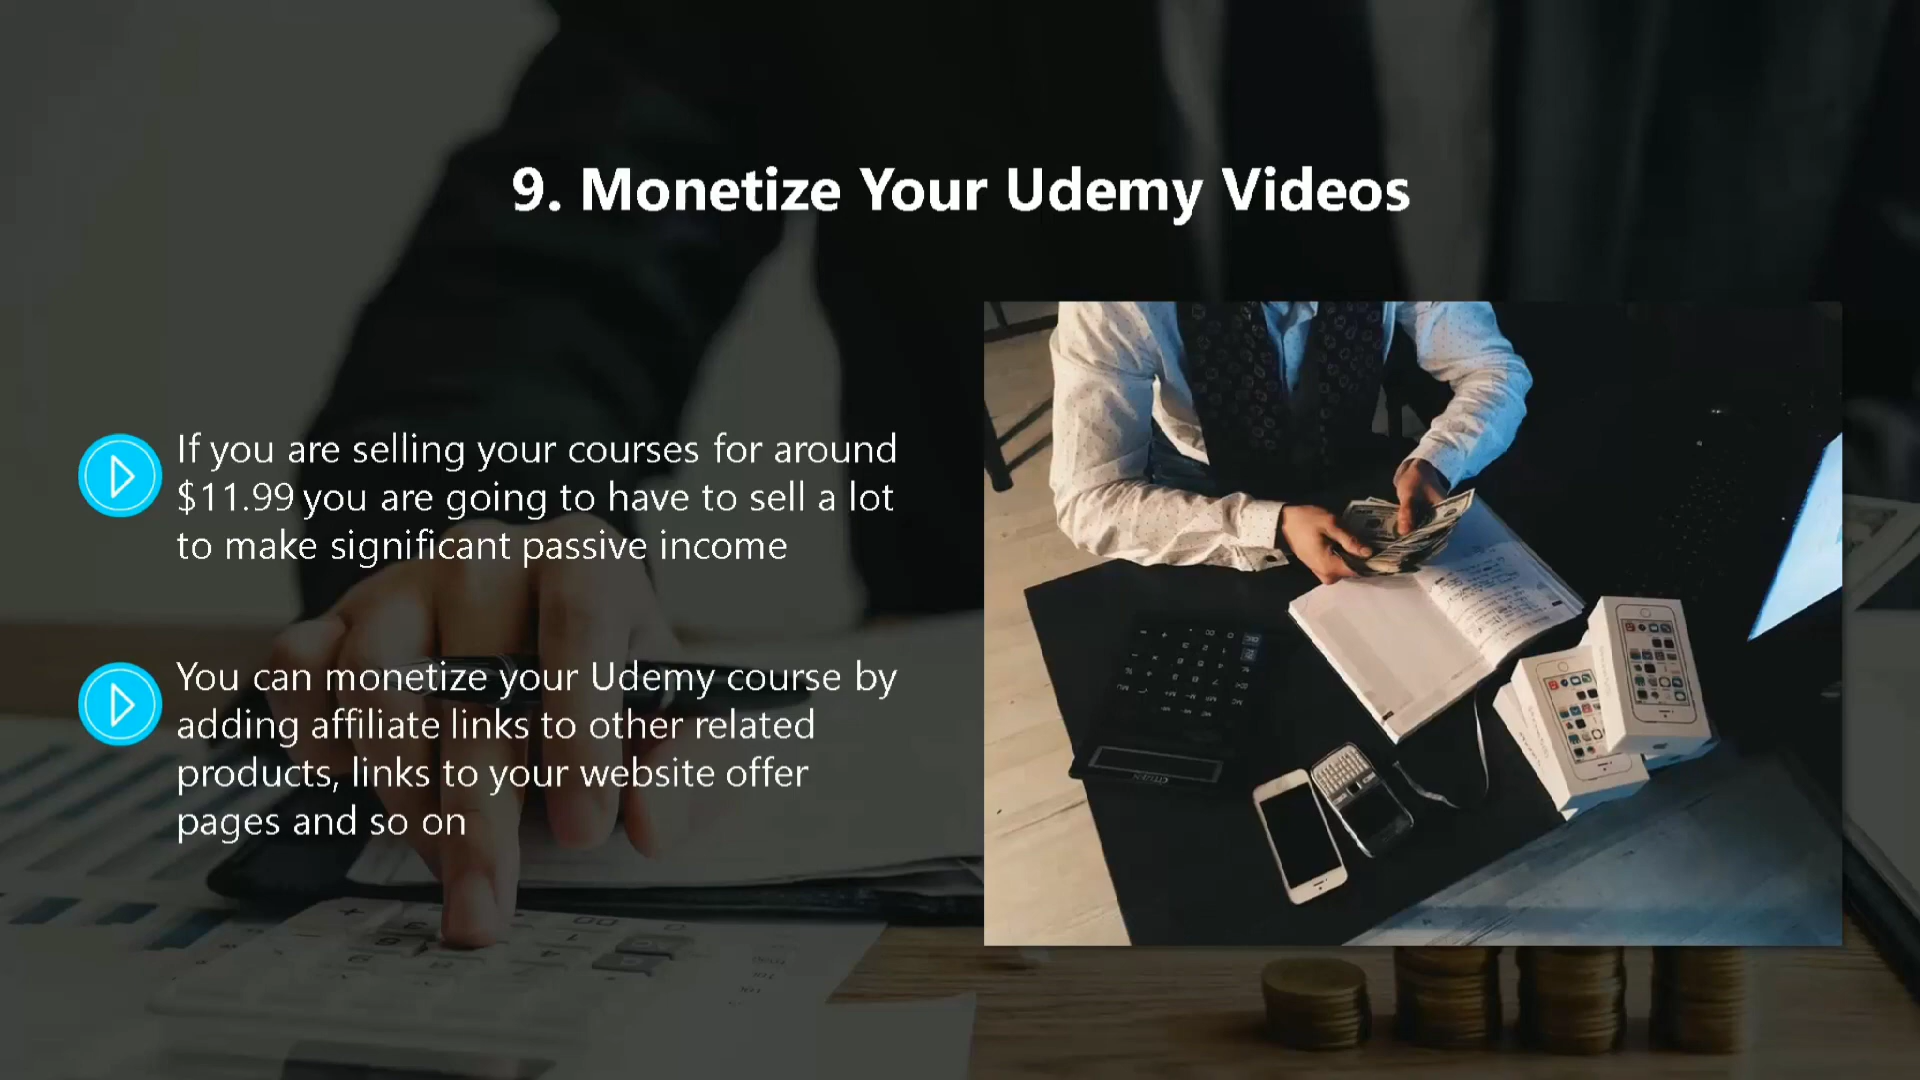 9. Monetize Your Udemy Videos
If you are selling your courses for around
$11.99 you are going to have to sell a lot
to make significant passive income
You can monetize your Udemy course by
adding affiliate links to other related
products, links to your website offer
pages and so on